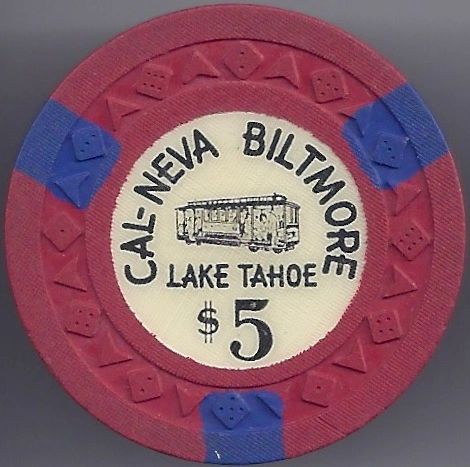 CAL-NEVA BILTMORE
LAKE TAHOE
$5